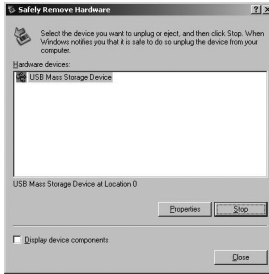 Safely Remove Hardware
Select the device you want to unplug or eject, and then click Stop. When
Windows notifies you that it is safe to do so unplug the device from your
computer.
Hardware devices:
USB Mass Storage Device
USB Mass Storage Device at Location 0
Properties
Stop
Display device components
Close